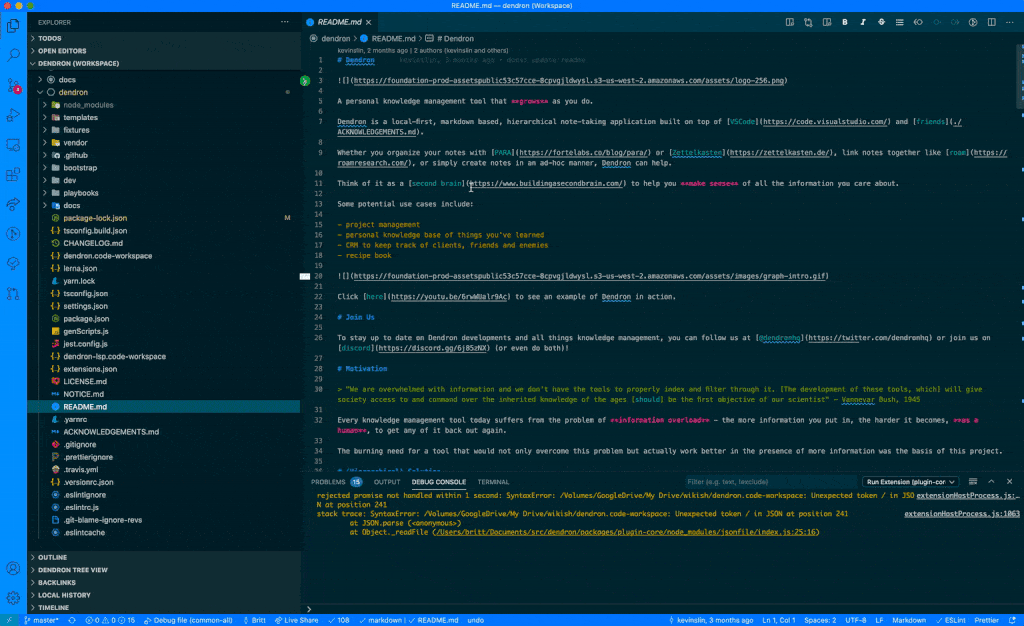 README.md — dendron (Workspace)
EXPLORER
TODOS
OPEN EDITORS
DENDRON (WORKSPACE)
docs
dendron
node_modules
templates
fixtures
vendor
.github
bootstrap
dev
playbooks
docs
package-lock.json M
tsconfig.build.json
CHANGELOG.md
dendron.code-workspace
lerna.json
yarn.lock
tsconfig.json
settings.json
package.json
genScripts.js
jest.config.js
dendron-lsp.code-workspace
extensions.json
LICENSE.md
NOTICE.md
README.md
.yarnrc
ACKNOWLEDGEMENTS.md
.gitignore
.prettierignore
.travis.yml
.versionrc.json
.eslintignore
.eslintrc.js
.git-blame-ignore-revs
.eslintcache
OUTLINE
DENDRON TREE VIEW
BACKLINKS
LOCAL HISTORY
TIMELINE
README.md
dendron > README.md > # Dendron
kevinslin, 2 months ago | 2 authors (kevinslin and others)
1 # Dendron
2
3 ![](https://foundation-prod-assetspublic53c57cce-8cpvgjldwysl.s3-us-west-2.amazonaws.com/assets/logo-256.png)
4
5 A personal knowledge management tool that **grows** as you do.
6
7 Dendron is a local-first, markdown based, hierarchical note-taking application built on top of [VSCode](https://code.visualstudio.com/) and [friends](./
ACKNOWLEDGEMENTS.md).
8
9 Whether you organize your notes with [PARA](https://fortelabs.co/blog/para/) or [Zettelkasten](https://zettelkasten.de/), link notes together like [roam](https://
roamresearch.com/), or simply create notes in an ad-hoc manner, Dendron can help.
10
11 Think of it as a [second brain](https://www.buildingasecondbrain.com/) to help you **make sense** of all the information you care about.
12
13 Some potential use cases include:
14
15 - project management
16 - personal knowledge base of things you've learned
17 - CRM to keep track of clients, friends and enemies
18 - recipe book
19
20 ![](https://foundation-prod-assetspublic53c57cce-8cpvgjldwysl.s3-us-west-2.amazonaws.com/assets/images/graph-intro.gif)
21
22 Click [here](https://youtu.be/6rwWUalr9Ac) to see an example of Dendron in action.
23
24 # Join Us
25
26 To stay up to date on Dendron developments and all things knowledge management, you can follow us at [@dendronhq](https://twitter.com/dendronhq) or join us on
[discord](https://discord.gg/6j85zNX) (or even do both)!
27
28 # Motivation
29
30 > "We are overwhelmed with information and we don't have the tools to properly index and filter through it. [The development of these tools, which] will give
society access to and command over the inherited knowledge of the ages [should] be the first objective of our scientist" - Vannevar Bush, 1945
31
32 Every knowledge management tool today suffers from the problem of **information overload** - the more information you put in, the harder it becomes, **as a
human**, to get any of it back out again.
33
34 The burning need for a tool that would not only overcome this problem but actually work better in the presence of more information was the basis of this project.
35
36 # (Hierarchical) Solution
PROBLEMS 15 OUTPUT DEBUG CONSOLE TERMINAL
Filter (e.g. text, !exclude)
Run Extension (plugin-cor
rejected promise not handled within 1 second: SyntaxError: /Volumes/GoogleDrive/My Drive/wikish/dendron.code-workspace: Unexpected token / in JSO extensionHostProcess.js:…
N at position 241
stack trace: SyntaxError: /Volumes/GoogleDrive/My Drive/wikish/dendron.code-workspace: Unexpected token / in JSON at position 241 extensionHostProcess.js:1063
at JSON.parse (<anonymous>)
at Object._readFile (/Users/britt/Documents/src/dendron/packages/plugin-core/node_modules/jsonfile/index.js:25:16)
master* 0 0 15 Debug file (common-all) Britt Live Share 108 markdown | README.md undo kevinslin, 3 months ago Ln 1, Col 1 Spaces: 2 UTF-8 LF Markdown ESLint Prettier